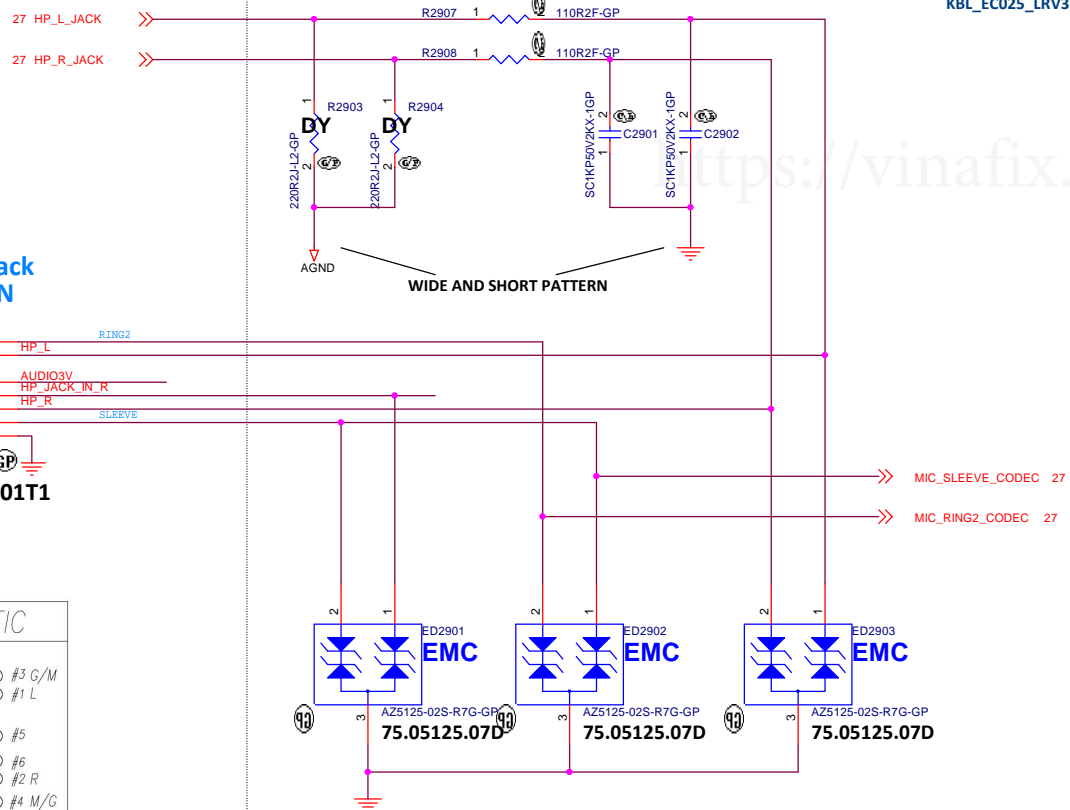 KBL_EC025_LRV3
27 HP_L_JACK
R2907 1 2 110R2F-GP
27 HP_R_JACK
R2908 1 2 110R2F-GP
1 R2903
DY
220R2J-L2-GP
2
1 R2904
DY
220R2J-L2-GP
2
SC1KP50V2KX-1GP
2
C2901
1
SC1KP50V2KX-1GP
2
C2902
1
https://vinafix.
AGND
WIDE AND SHORT PATTERN
ack
N
RING2
HP_L
AUDIO3V
HP_JACK_IN_R
HP_R
SLEEVE
GP
01T1
MIC_SLEEVE_CODEC 27
MIC_RING2_CODEC 27
TIC
#3 G/M
#1 L
#5
#6
#2 R
#4 M/G
2 1
ED2901
EMC
3
AZ5125-02S-R7G-GP
75.05125.07D
2 1
ED2902
EMC
3
AZ5125-02S-R7G-GP
75.05125.07D
2 1
ED2903
EMC
3
AZ5125-02S-R7G-GP
75.05125.07D